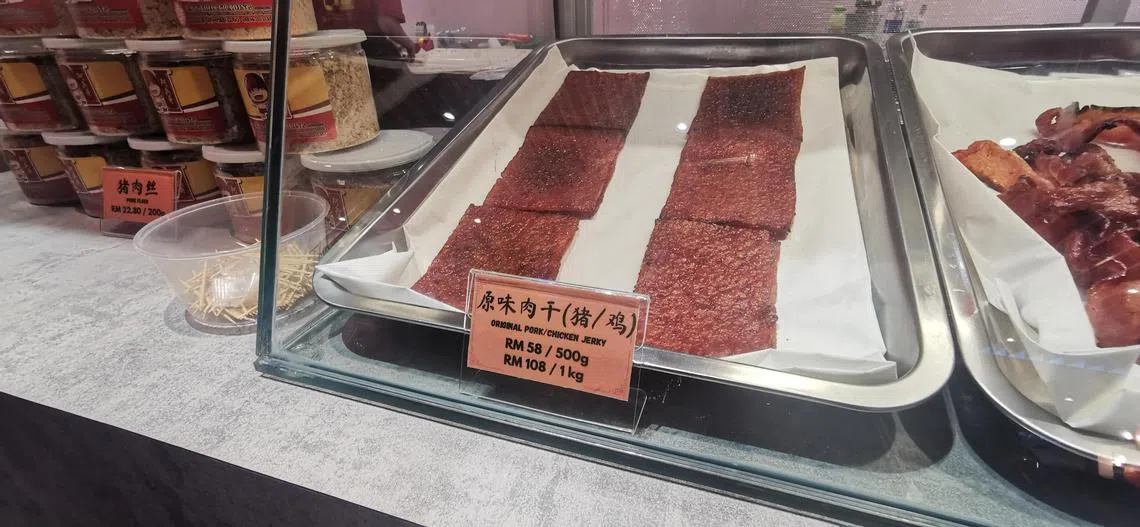 猪肉丝
PORK FLOSS
RM 22.80 / 200g
原味肉干(猪/鸡)
ORIGINAL PORK/CHICKEN JERKY
RM 58 / 500g
RM 108 / 1kg